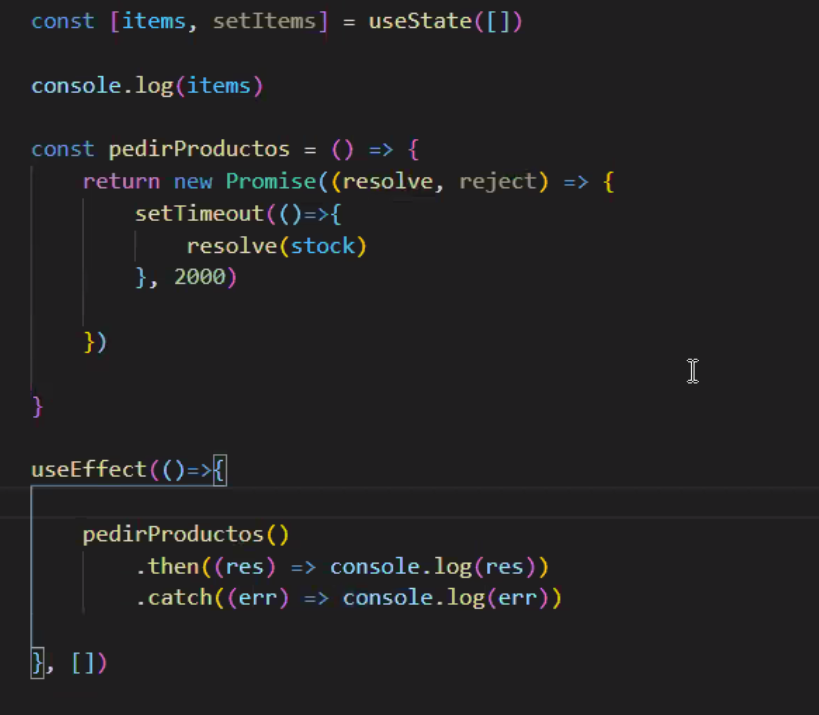 const [items, setItems] = useState([])
console.log(items)
const pedirProductos = () => {
return new Promise((resolve, reject) => {
setTimeout(()=>{
resolve(stock)
}, 2000)
})
}
useEffect(()=>{
pedirProductos()
.then((res) => console.log(res))
.catch((err) => console.log(err))
}, [])